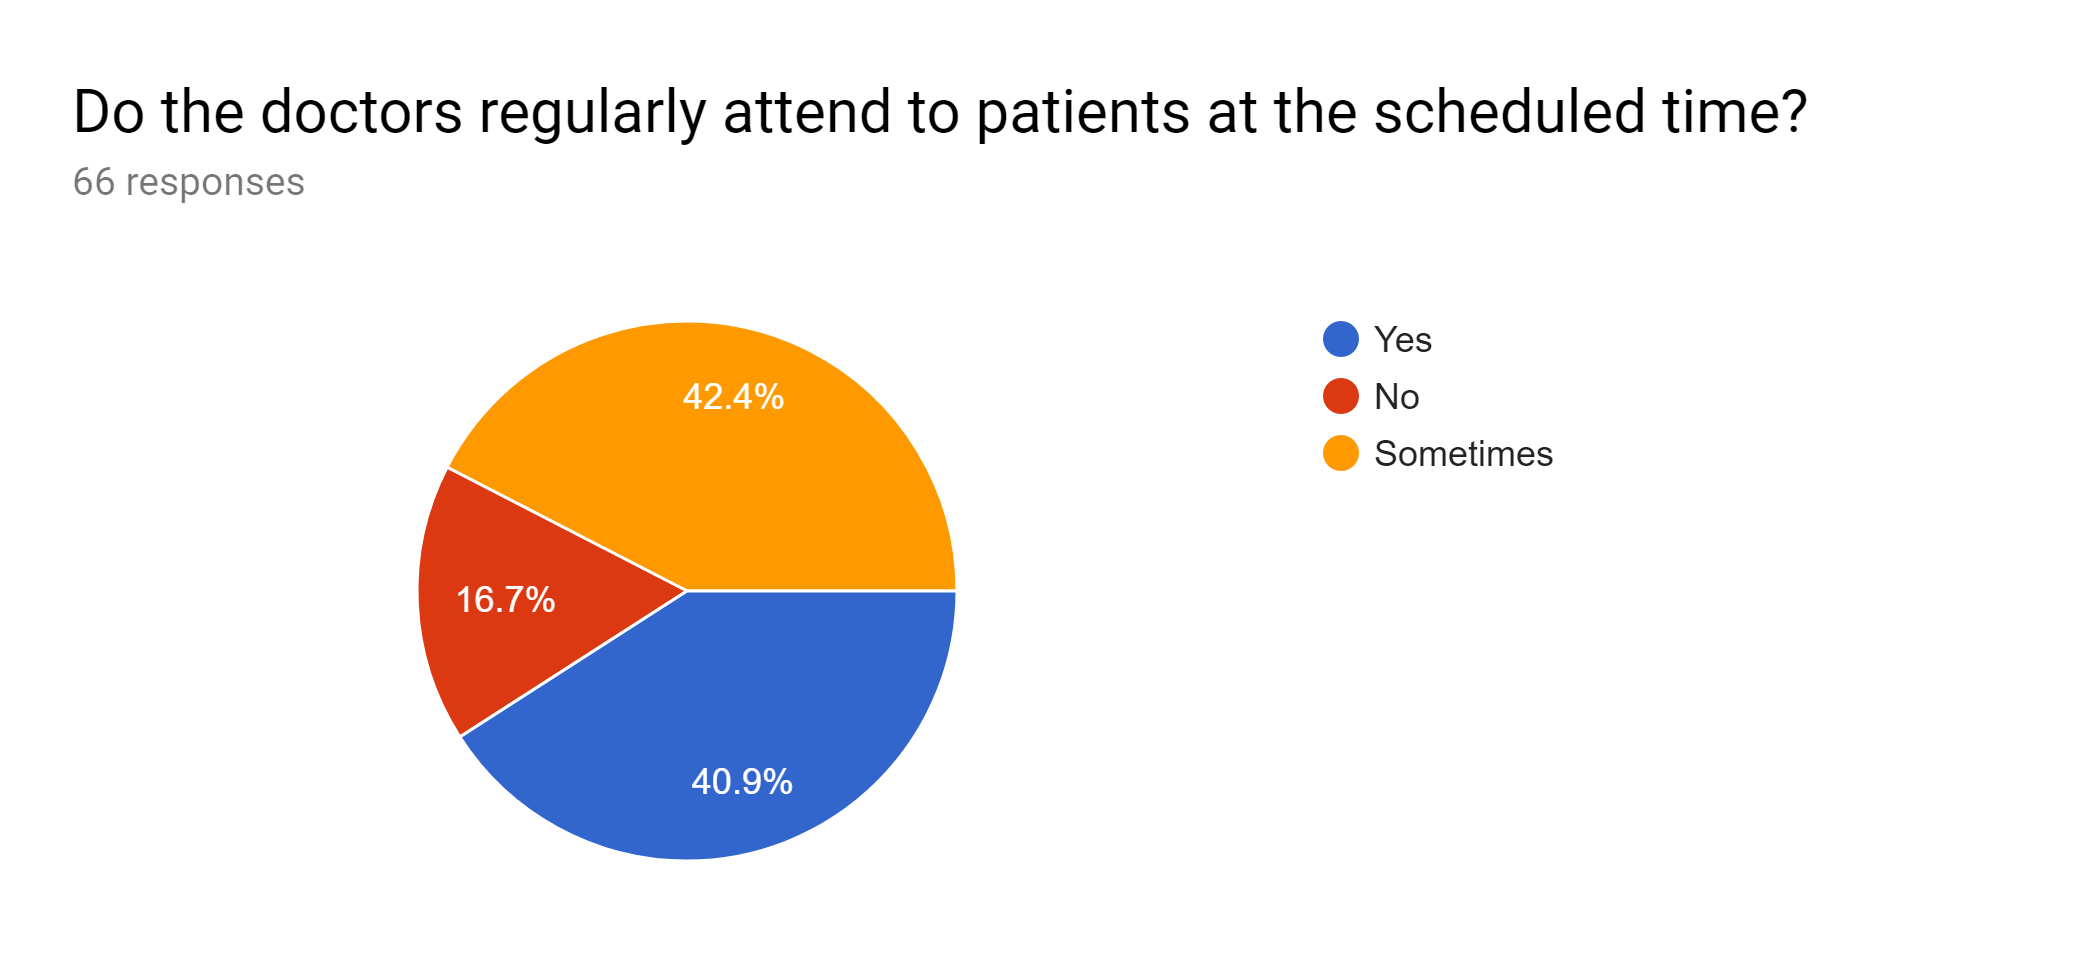 Do the doctors regularly attend to patients at the scheduled time?
66 responses
Yes
No
Sometimes
42.4%
16.7%
40.9%